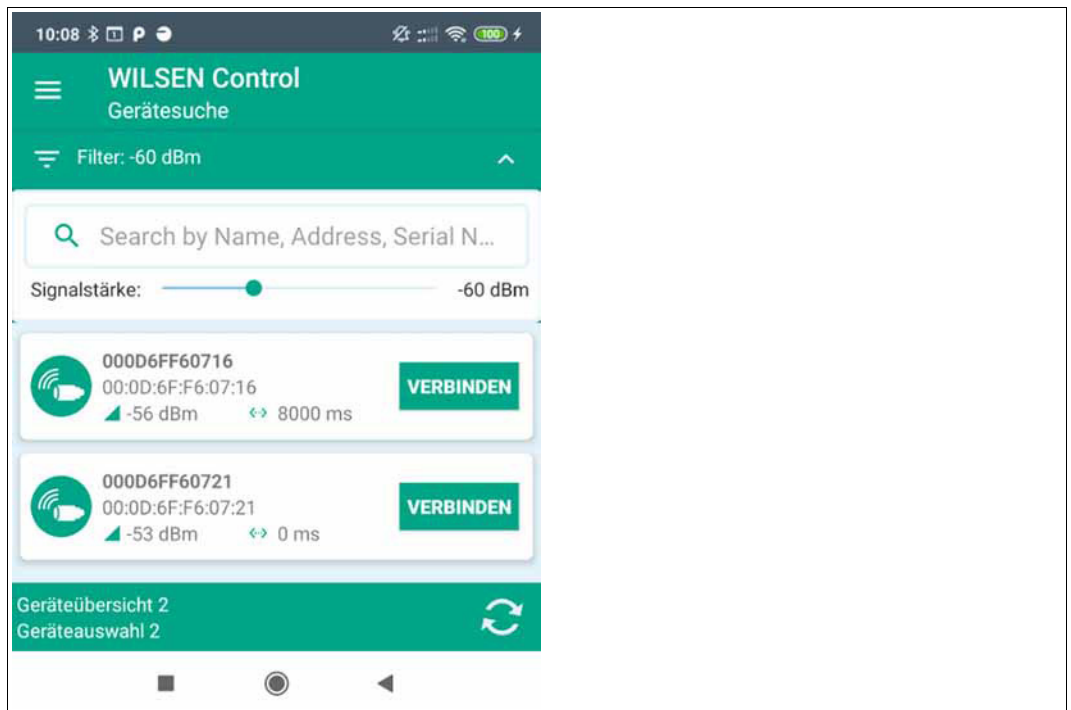 10:08
100
WILSEN Control
Gerätesuche
Filter: -60 dBm
Search by Name, Address, Serial N...
Signalstärke: -60 dBm
000D6FF60716
00:0D:6F:F6:07:16
VERBINDEN
-56 dBm 8000 ms
000D6FF60721
00:0D:6F:F6:07:21
VERBINDEN
-53 dBm 0 ms
Geräteübersicht 2
Geräteauswahl 2